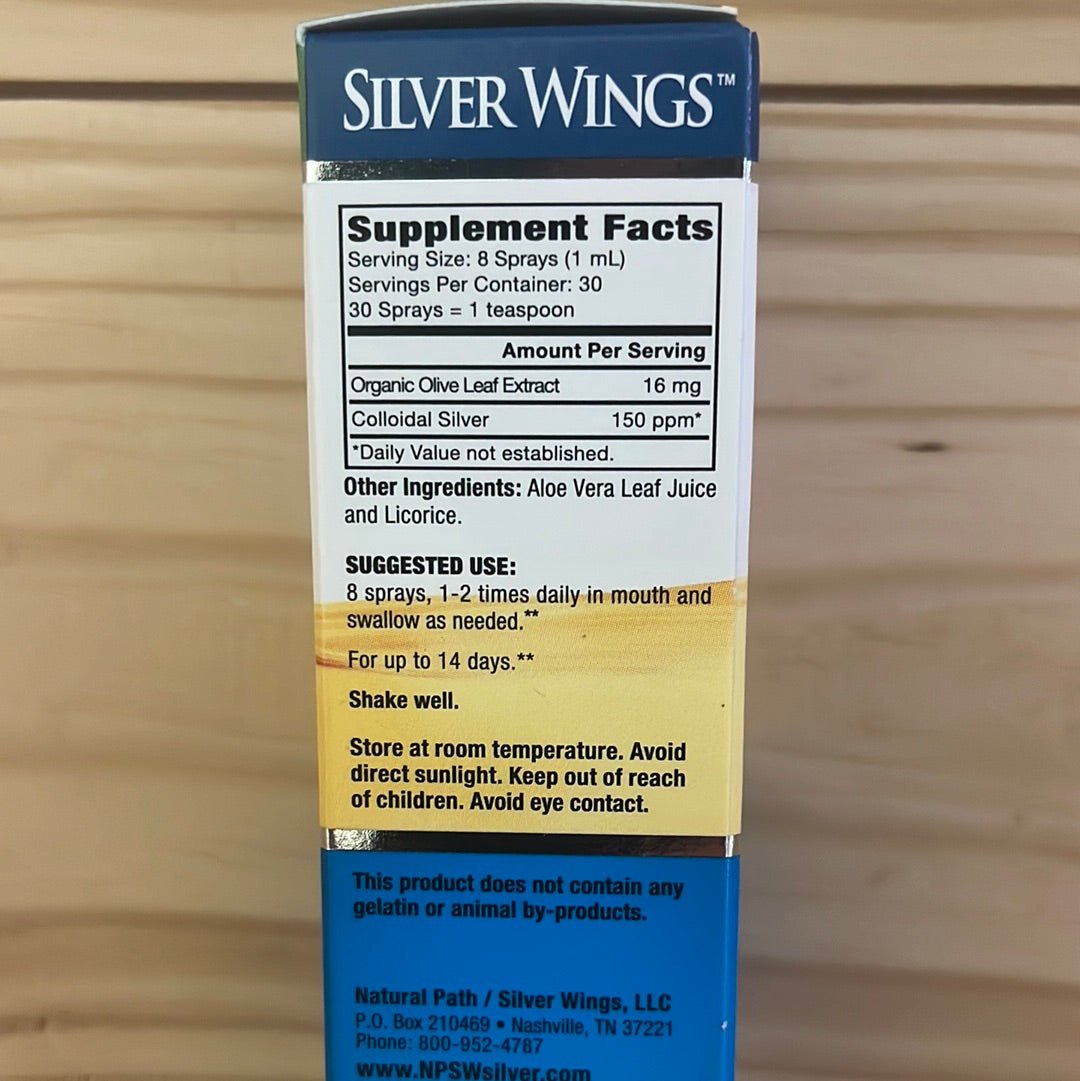 SILVER WINGS™
Supplement Facts
Serving Size: 8 Sprays (1 mL)
Servings Per Container: 30
30 Sprays = 1 teaspoon
Amount Per Serving
Organic Olive Leaf Extract 16 mg
Colloidal Silver 150 ppm*
*Daily Value not established.
Other Ingredients: Aloe Vera Leaf Juice
and Licorice.
SUGGESTED USE:
8 sprays, 1-2 times daily in mouth and
swallow as needed.**
For up to 14 days.**
Shake well.
Store at room temperature. Avoid
direct sunlight. Keep out of reach
of children. Avoid eye contact.
This product does not contain any
gelatin or animal by-products.
Natural Path / Silver Wings, LLC
P.O. Box 210469 • Nashville, TN 37221
Phone: 800-952-4787
www.NPSWsilver.com